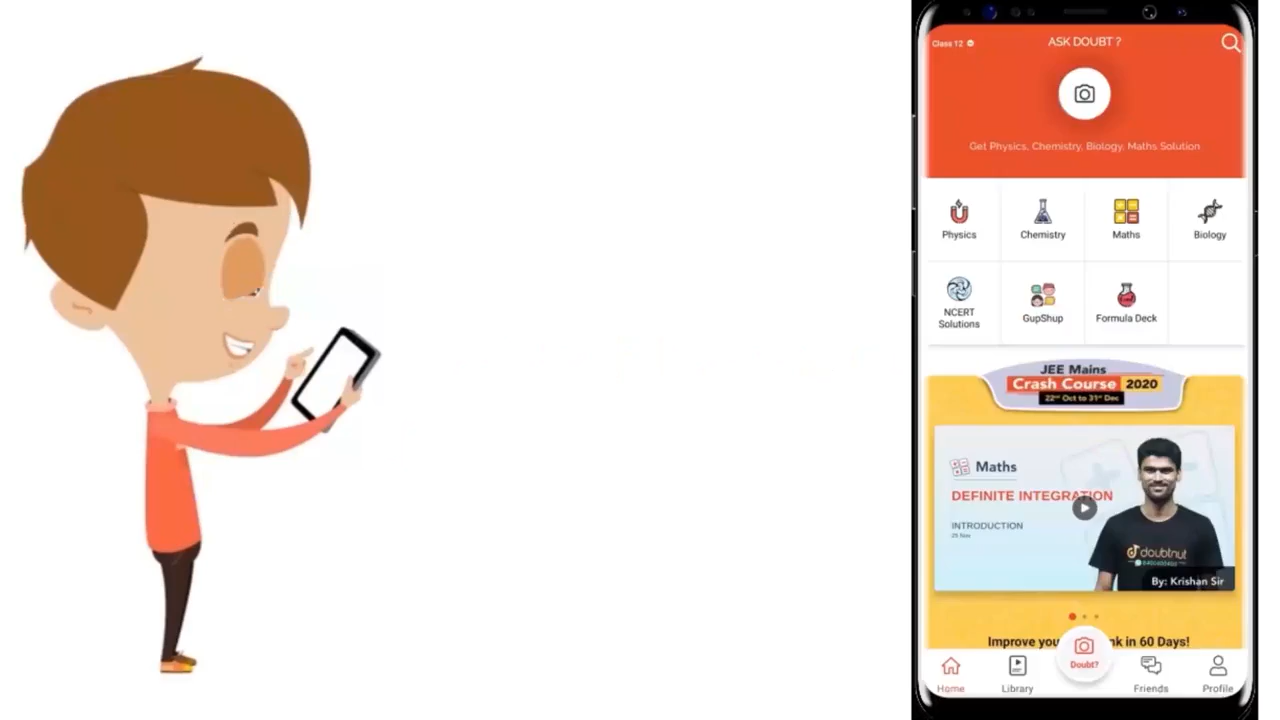 Class 12
ASK DOUBT ?
Get Physics, Chemistry, Biology, Maths Solution
Physics
Chemistry
Maths
Biology
NCERT
Solutions
GupShup
Formula Deck
JEE Mains
Crash Course 2020
22nd Oct to 31st Dec
Maths
DEFINITE INTEGRATION
INTRODUCTION
doubtnut
By: Krishan Sir
Improve you nk in 60 Days!
Doubt?
Home
Library
Friends
Profile